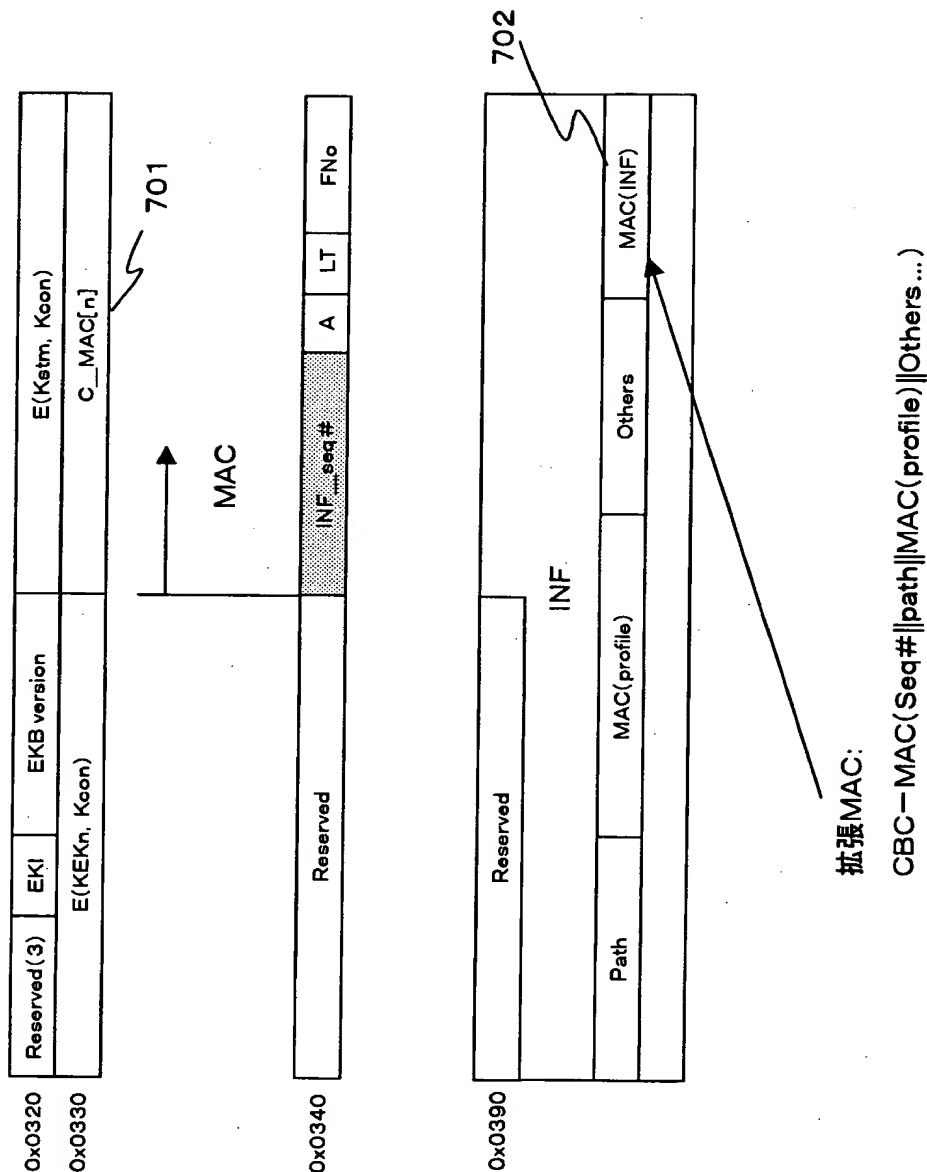 0x0320
Reserved(3)
EKI
EKB version
E(Kstm, Kcon)
0x0330
E(KEKn, Kcon)
C_MAC[n]
701
MAC
0x0340
Reserved
INF_seq#
A
LT
FNo
0x0390
Reserved
INF
702
Path
MAC(profile)
Others
MAC(INF)
拡張MAC:
CBC-MAC(Seq#||path||MAC(profile)||Others...)